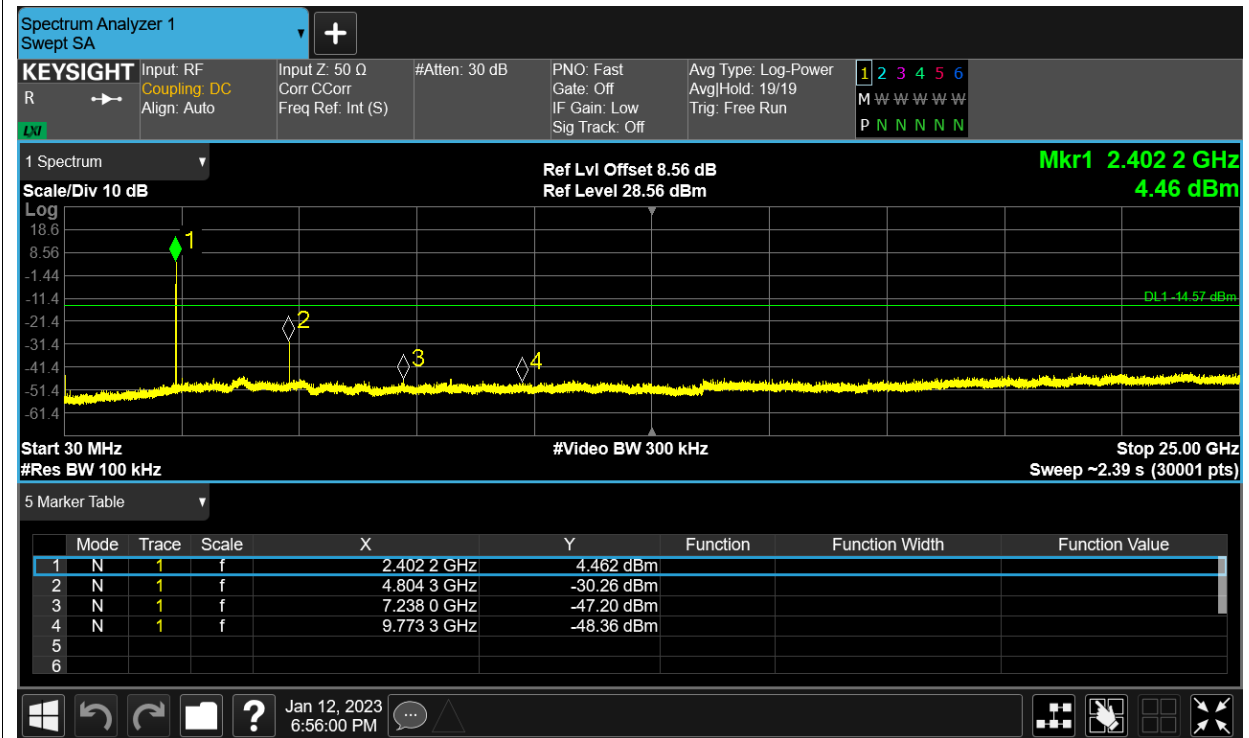 Spectrum Analyzer 1
Swept SA
+
KEYSIGHT Input: RF Input Z: 50 Ω #Atten: 30 dB PNO: Fast Avg Type: Log-Power 1 2 3 4 5 6
R Coupling: DC Corr CCorr Gate: Off Avg|Hold: 19/19 M W W W W W
Align: Auto Freq Ref: Int (S) IF Gain: Low Trig: Free Run
LXI Sig Track: Off P N N N N N
1 Spectrum Ref Lvl Offset 8.56 dB Mkr1 2.402 2 GHz
Scale/Div 10 dB Ref Level 28.56 dBm 4.46 dBm
Log
18.6
8.56
-1.44
-11.4
-21.4
-31.4
-41.4
-51.4
-61.4
1
2
3
4
DL1 -14.57 dBm
Start 30 MHz #Video BW 300 kHz Stop 25.00 GHz
#Res BW 100 kHz Sweep ~2.39 s (30001 pts)
5 Marker Table
Mode Trace Scale X Y Function Function Width Function Value
1 N 1 f 2.402 2 GHz 4.462 dBm
2 N 1 f 4.804 3 GHz -30.26 dBm
3 N 1 f 7.238 0 GHz -47.20 dBm
4 N 1 f 9.773 3 GHz -48.36 dBm
5
6
? Jan 12, 2023
6:56:00 PM